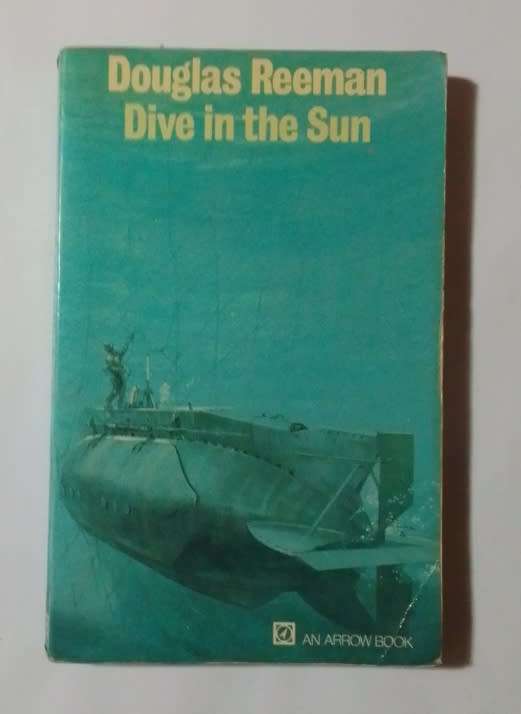 Douglas Reeman
Dive in the Sun
AN ARROW BOOK